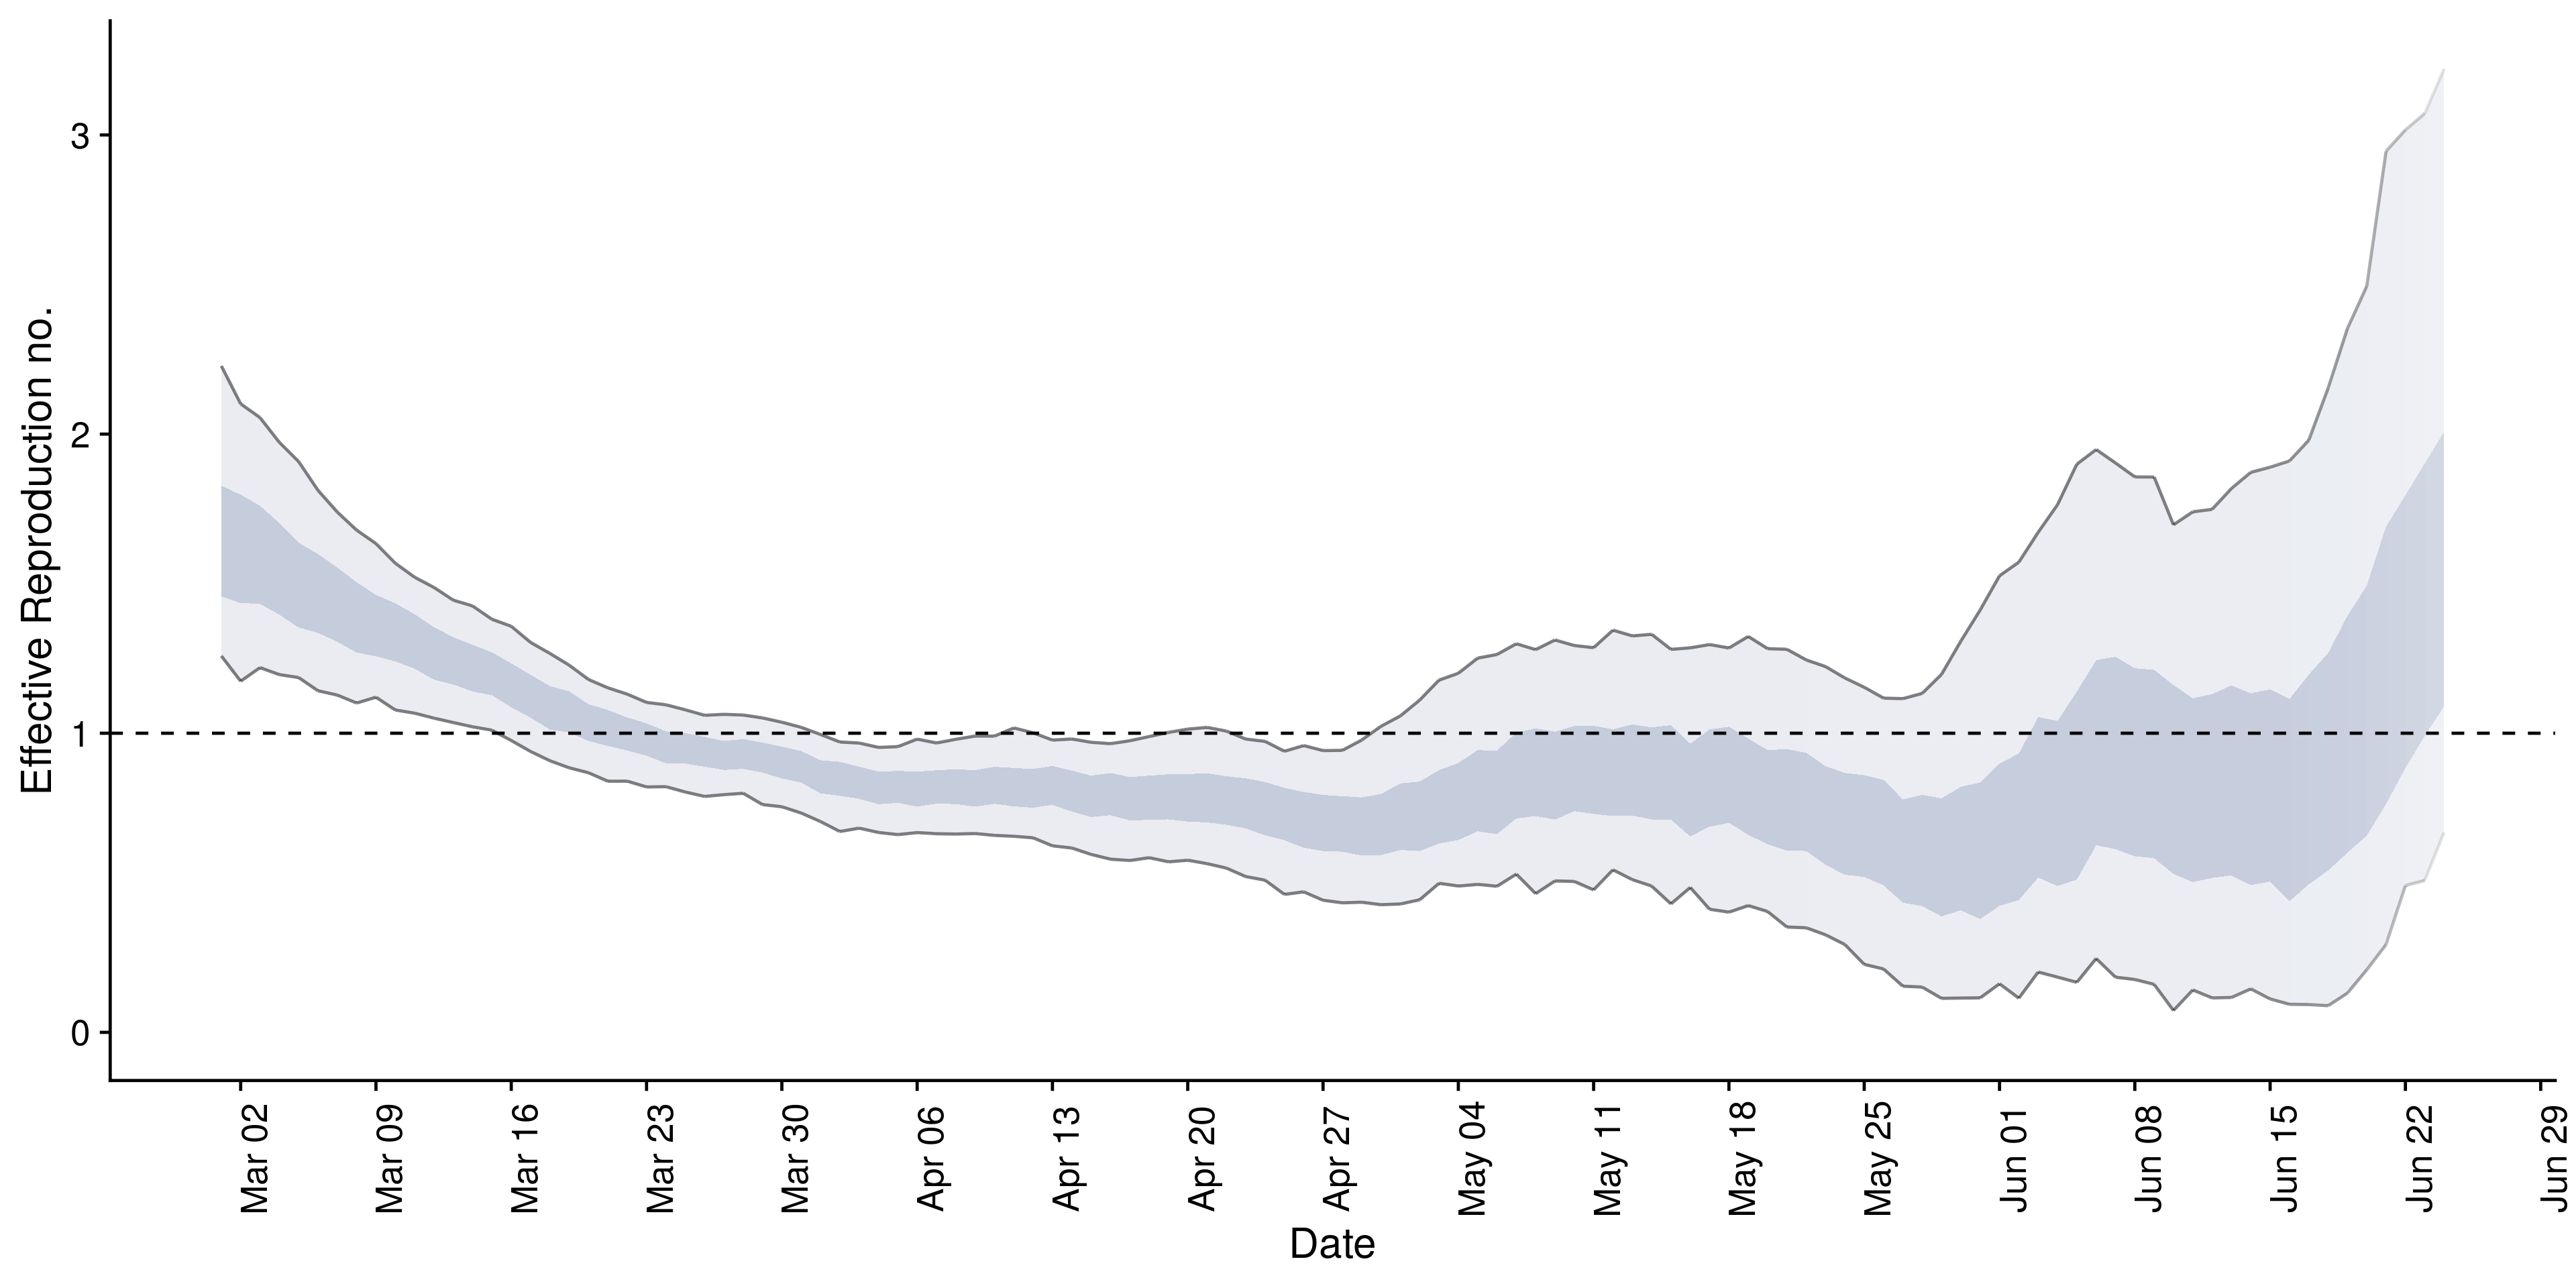 Effective Reproduction no.
3
2
1
0
Mar 02
Mar 09
Mar 16
Mar 23
Mar 30
Apr 06
Apr 13
Apr 20
Apr 27
May 04
May 11
May 18
May 25
Jun 01
Jun 08
Jun 15
Jun 22
Jun 29
Date